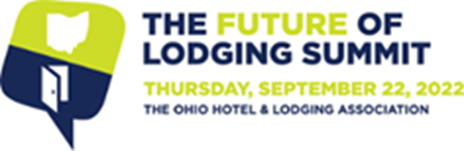 THE FUTURE OF
LODGING SUMMIT
THURSDAY, SEPTEMBER 22, 2022
THE OHIO HOTEL & LODGING ASSOCIATION